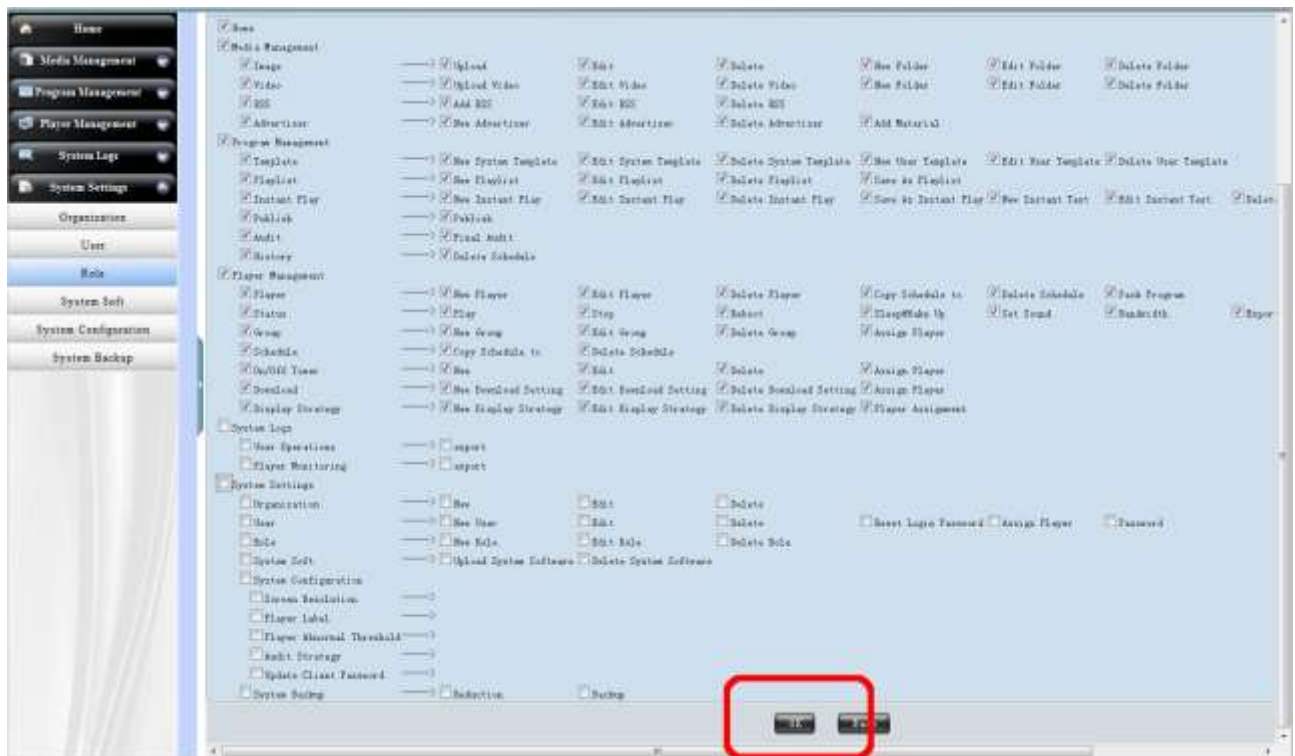 Home
Media Management
Program Management
Player Management
System Logs
System Settings
Organization
User
Role
System Soft
System Configuration
System Backup
Home
Media Management
Image Upload Edit Delete New Folder Edit Folder Delete Folder
Video Upload Video Edit Video Delete Video New Folder Edit Folder Delete Folder
RSS Add RSS Edit RSS Delete RSS
Advertiser New Advertiser Edit Advertiser Delete Advertiser Add Material
Program Management
Template New System Template Edit System Template Delete System Template New User Template Edit User Template Delete User Template
Playlist New Playlist Edit Playlist Delete Playlist Save As Playlist
Instant Play New Instant Play Edit Instant Play Delete Instant Play Save As Instant Play New Instant Text Edit Instant Text Delet
Publish Publish
Audit Final Audit
History Delete Schedule
Player Management
Player New Player Edit Player Delete Player Copy Schedule to Delete Schedule Push Program
Status Play Stop Reboot Sleep@Wake Up Set Sound Bandwidth Expor
Group New Group Edit Group Delete Group Assign Player
Schedule Copy Schedule to Delete Schedule
On/Off Timer New Edit Delete Assign Player
Download New Download Setting Edit Download Setting Delete Download Setting Assign Player
Display Strategy New Display Strategy Edit Display Strategy Delete Display Strategy Player Assignment
System Logs
User Operations export
Player Monitoring export
System Settings
Organization New Edit Delete
User New User Edit Delete Reset Login Password Assign Player Password
Role New Role Edit Role Delete Role
System Soft Upload System Software Delete System Software
System Configuration
Screen Resolution
Player Label
Player Abnormal Threshold
Audit Strategy
Update Client Password
System Backup Reduction Backup
OK